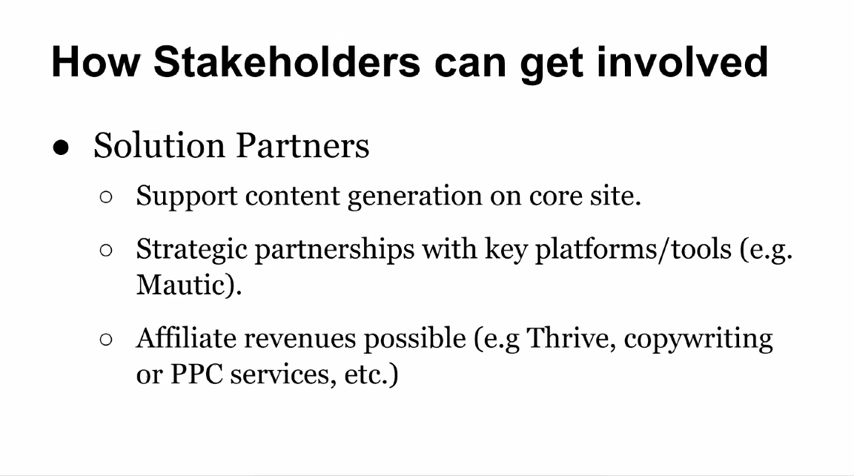 How Stakeholders can get involved
● Solution Partners
○ Support content generation on core site.
○ Strategic partnerships with key platforms/tools (e.g.
Mautic).
○ Affiliate revenues possible (e.g Thrive, copywriting
or PPC services, etc.)